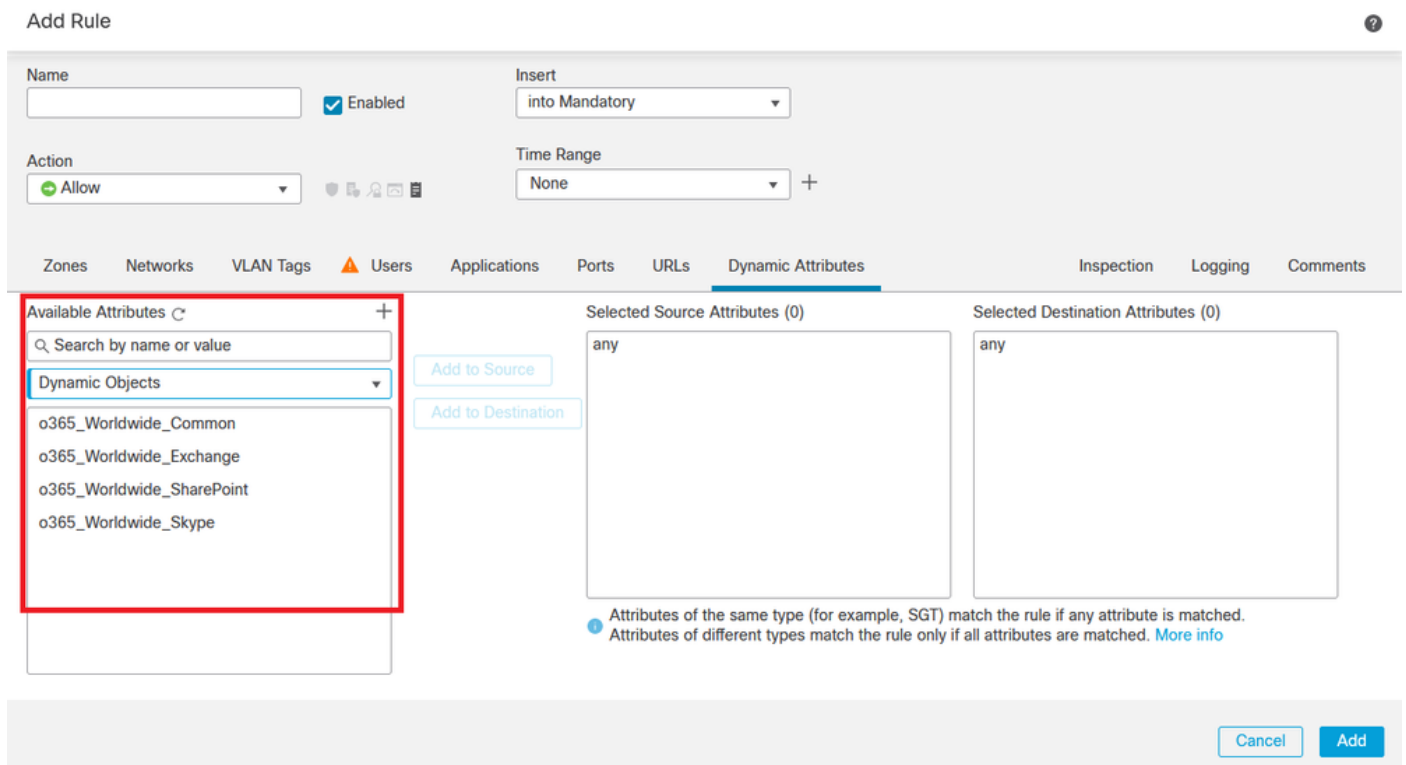 Add Rule
Name
Insert
Enabled
into Mandatory
Action
Time Range
Allow
None
Zones Networks VLAN Tags Users Applications Ports URLs Dynamic Attributes Inspection Logging Comments
Available Attributes
Search by name or value
Dynamic Objects
o365_Worldwide_Common
o365_Worldwide_Exchange
o365_Worldwide_SharePoint
o365_Worldwide_Skype
Add to Source
Add to Destination
Selected Source Attributes (0)
any
Selected Destination Attributes (0)
any
Attributes of the same type (for example, SGT) match the rule if any attribute is matched.
Attributes of different types match the rule only if all attributes are matched. More info
Cancel Add